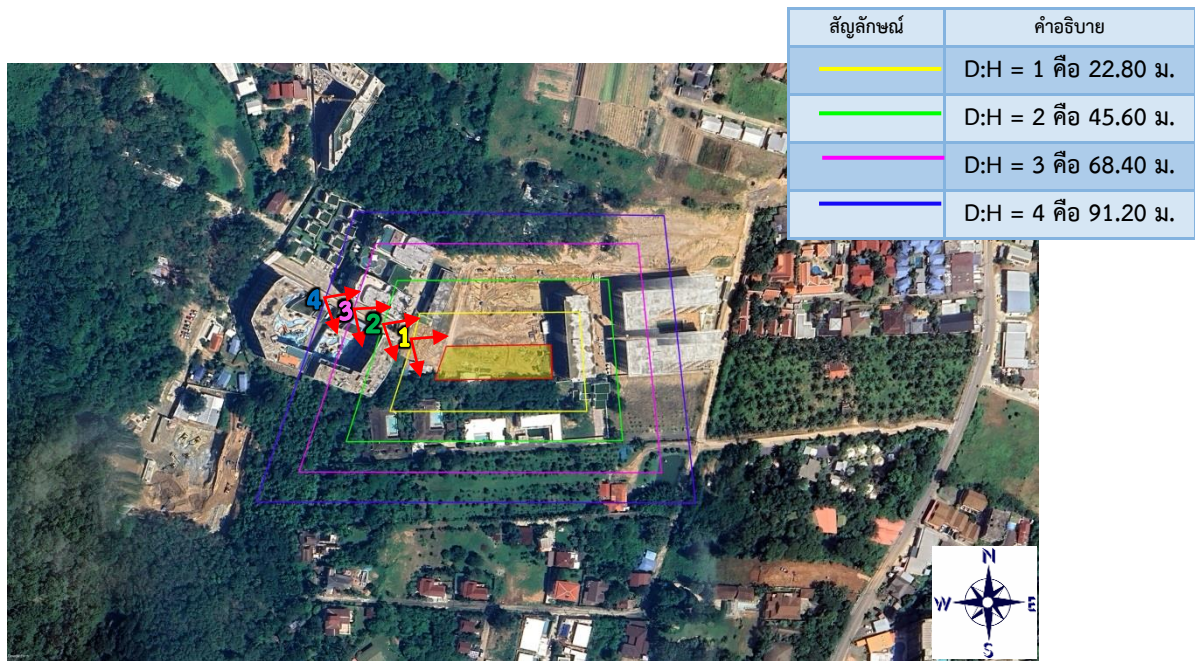 สัญลักษณ์ คำอธิบาย
D:H = 1 คือ 22.80 ม.
D:H = 2 คือ 45.60 ม.
D:H = 3 คือ 68.40 ม.
D:H = 4 คือ 91.20 ม.
4
3
2
1
N
W E
S